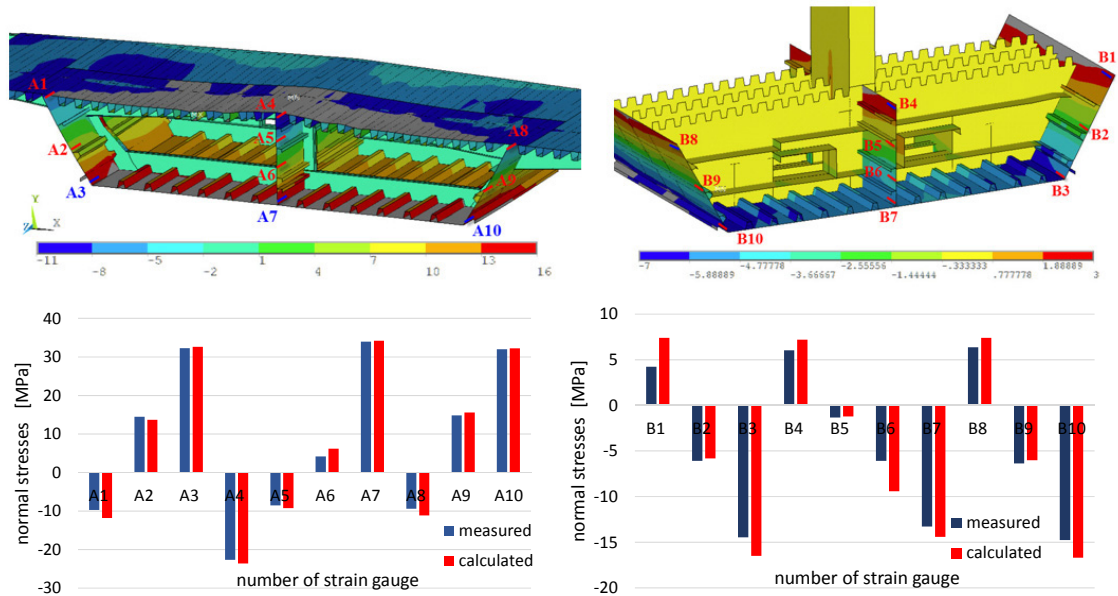 A1
A4
A8
A2
A5
A3
A6
A9
A7
A10
Y
Z
X
-11
-8
-5
-2
1
4
7
10
13
16
B1
B4
B8
B5
B2
B9
B6
B3
B7
B10
-7
-5.88889
-4.77778
-3.66667
-2.55556
-1.44444
-.333333
.777778
1.88889
3
normal stresses [MPa]
40
30
20
10
0
-10
-20
-30
A1
A2
A3
A4
A5
A6
A7
A8
A9
A10
measured
calculated
number of strain gauge
normal stresses [MPa]
10
5
0
-5
-10
-15
-20
B1
B2
B3
B4
B5
B6
B7
B8
B9
B10
measured
calculated
number of strain gauge